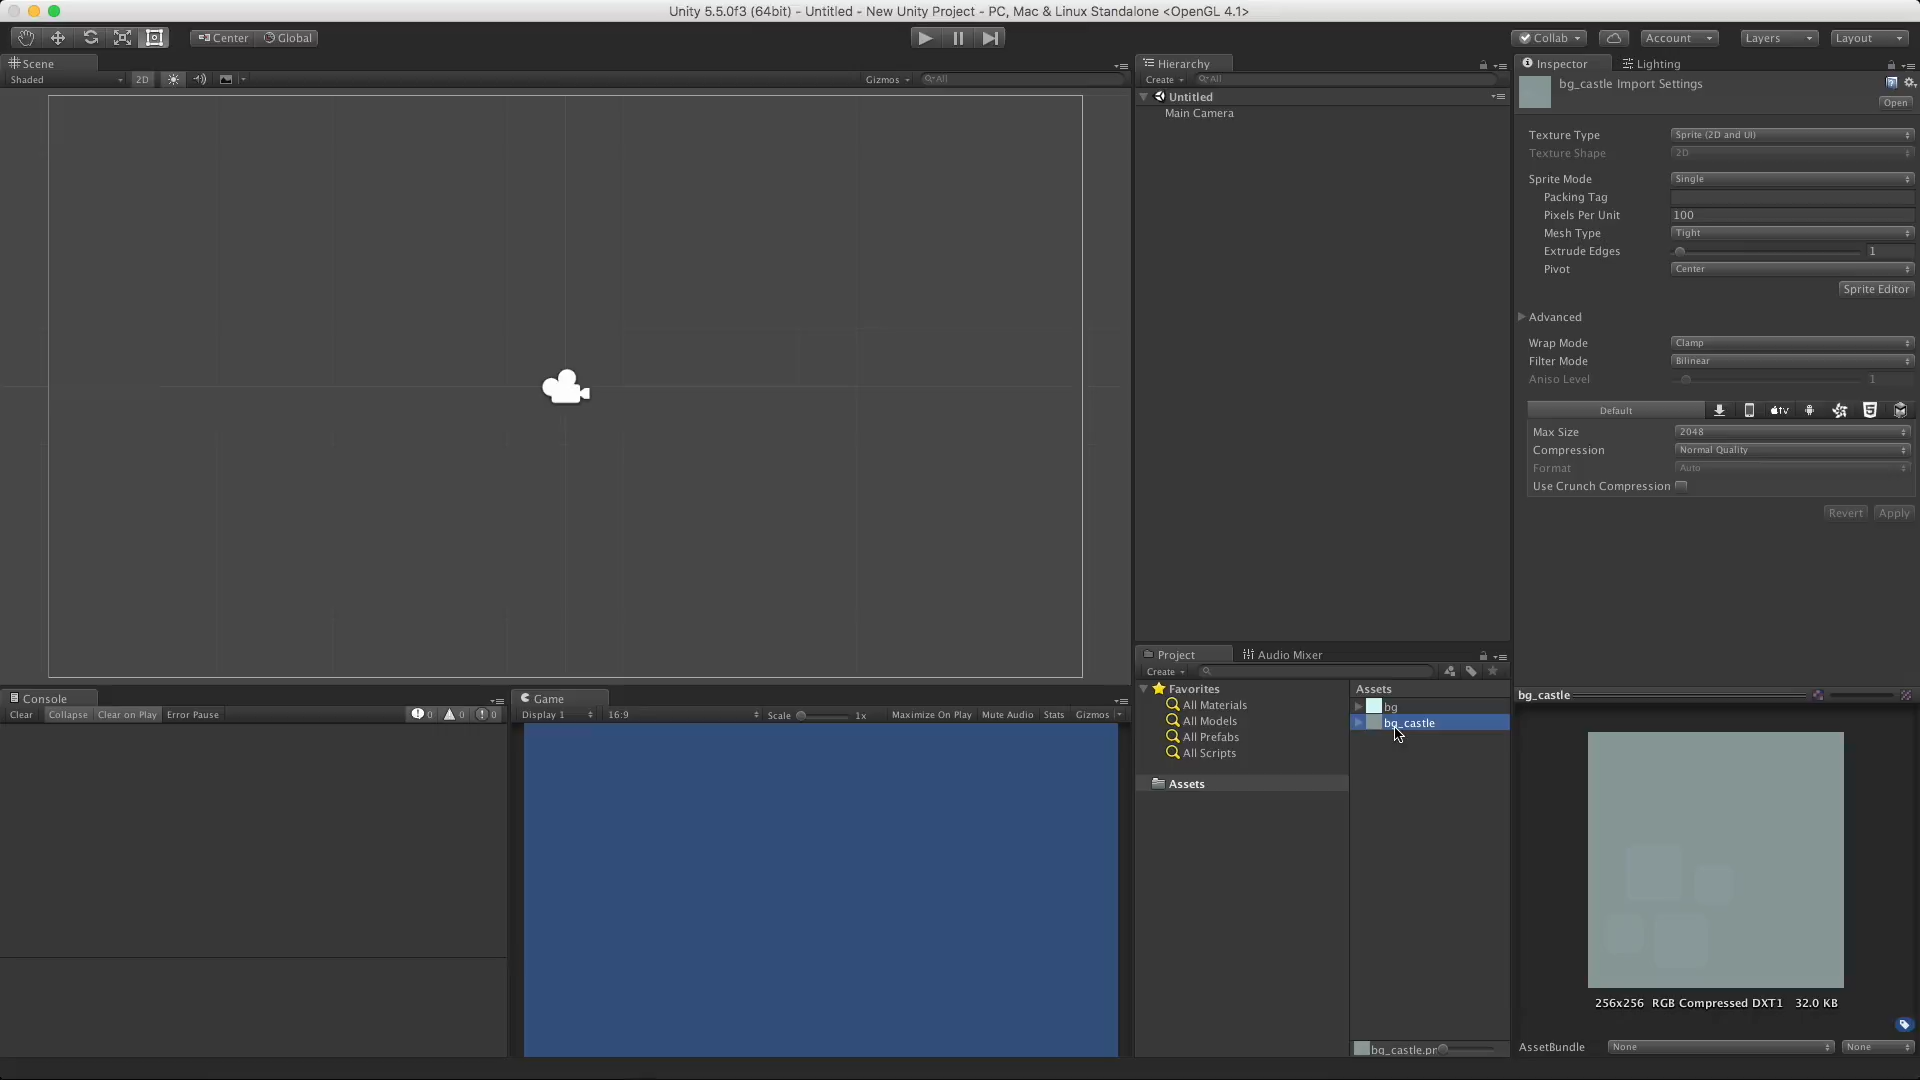 Unity 5.5.0f3 (64bit) - Untitled - New Unity Project - PC, Mac & Linux Standalone <OpenGL 4.1>
Center Global
Collab Account Layers Layout
Scene
Shaded 2D Gizmos All
Hierarchy
Create All
Untitled
Main Camera
Inspector Lighting
bg_castle Import Settings
Open
Texture Type Sprite (2D and UI)
Texture Shape 2D
Sprite Mode Single
Packing Tag
Pixels Per Unit 100
Mesh Type Tight
Extrude Edges 1
Pivot Center
Sprite Editor
Advanced
Wrap Mode Clamp
Filter Mode Bilinear
Aniso Level 1
Default tv
Max Size 2048
Compression Normal Quality
Format Auto
Use Crunch Compression
Revert Apply
Console
Clear Collapse Clear on Play Error Pause 0 0 0
Game
Display 1 16:9 Scale 1x Maximize On Play Mute Audio Stats Gizmos
Project Audio Mixer
Create
Favorites
All Materials
All Models
All Prefabs
All Scripts
Assets
Assets
bg
bg_castle
bg_castle.pr
bg_castle
256x256 RGB Compressed DXT1 32.0 KB
AssetBundle None None